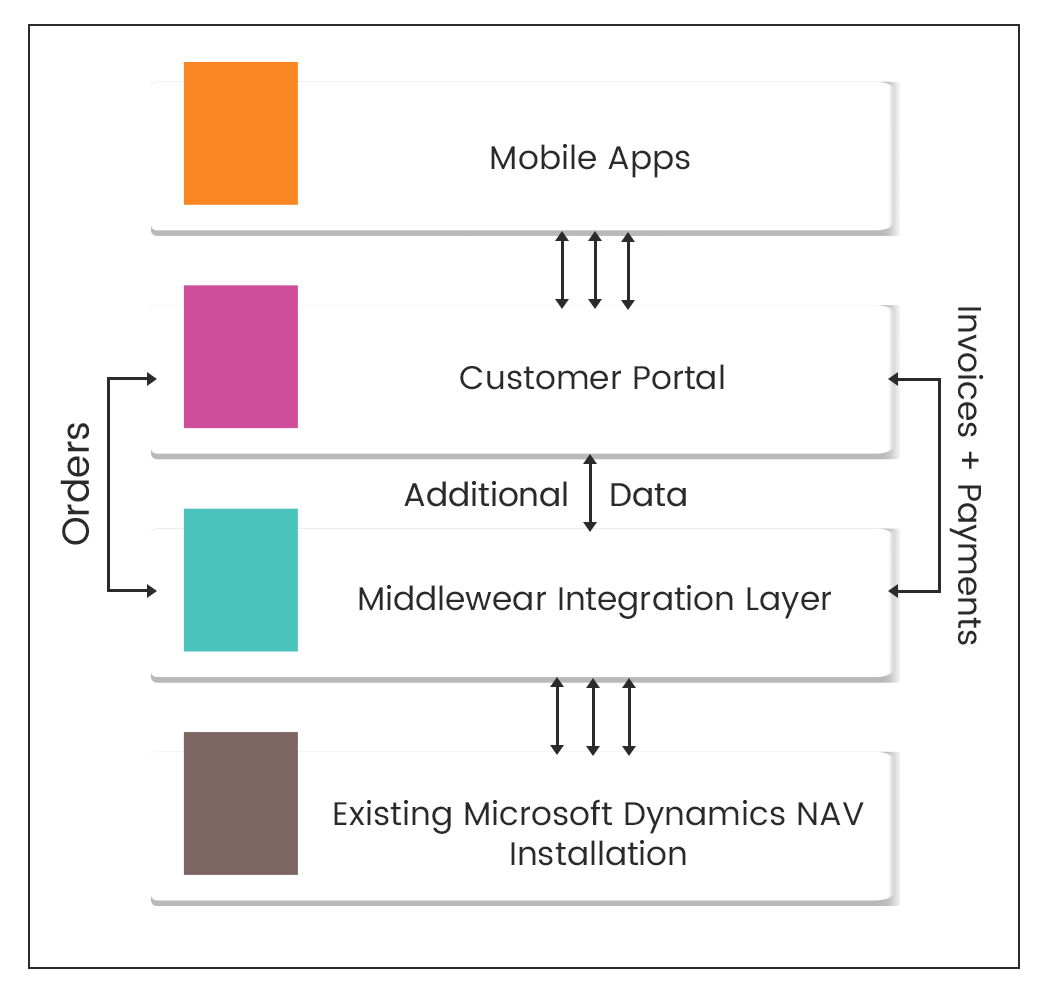 Mobile Apps
Customer Portal
Orders
Invoices + Payments
Additional Data
Middlewear Integration Layer
Existing Microsoft Dynamics NAV
Installation